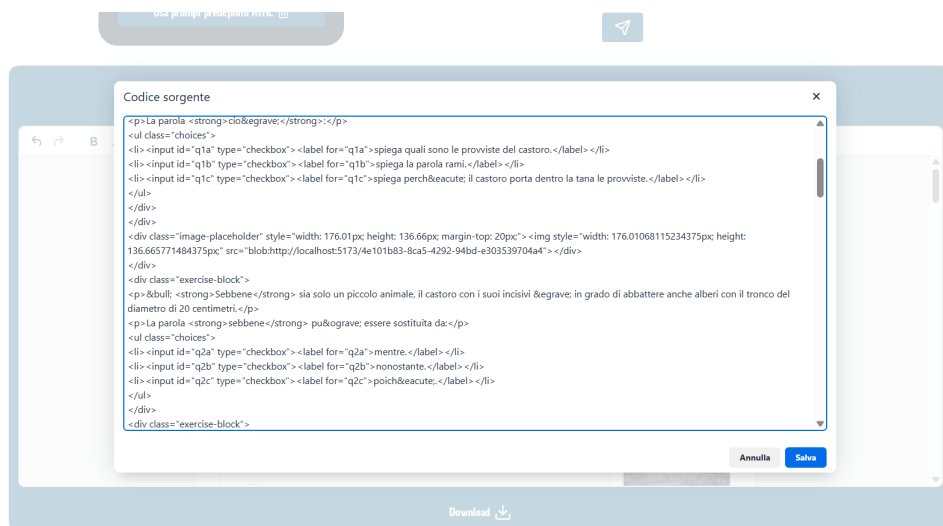 Usa prompt predefinito HTML
Codice sorgente
<p>La parola <strong>cio&egrave;</strong>:</p>
<ul class="choices">
<li><input id="q1a" type="checkbox"><label for="q1a">spiega quali sono le provviste del castoro.</label></li>
<li><input id="q1b" type="checkbox"><label for="q1b">spiega la parola rami.</label></li>
<li><input id="q1c" type="checkbox"><label for="q1c">spiega perch&eacute; il castoro porta dentro la tana le provviste.</label></li>
</ul>
</div>
</div>
<div class="image-placeholder" style="width: 176.01px; height: 136.66px; margin-top: 20px;"><img style="width: 176.01068115234375px; height:
136.665771484375px;" src="blob:http://localhost:5173/4e101b83-8ca5-4292-94bd-e303539704a4"></div>
</div>
<div class="exercise-block">
<p>&bull; <strong>Sebbene</strong> sia solo un piccolo animale, il castoro con i suoi incisivi &egrave; in grado di abbattere anche alberi con il tronco del
diametro di 20 centimetri.</p>
<p>La parola <strong>sebbene</strong> pu&ograve; essere sostituita da:</p>
<ul class="choices">
<li><input id="q2a" type="checkbox"><label for="q2a">mentre.</label></li>
<li><input id="q2b" type="checkbox"><label for="q2b">nonostante.</label></li>
<li><input id="q2c" type="checkbox"><label for="q2c">poich&eacute;.</label></li>
</ul>
</div>
<div class="exercise-block">
B
Annulla
Salva
Download